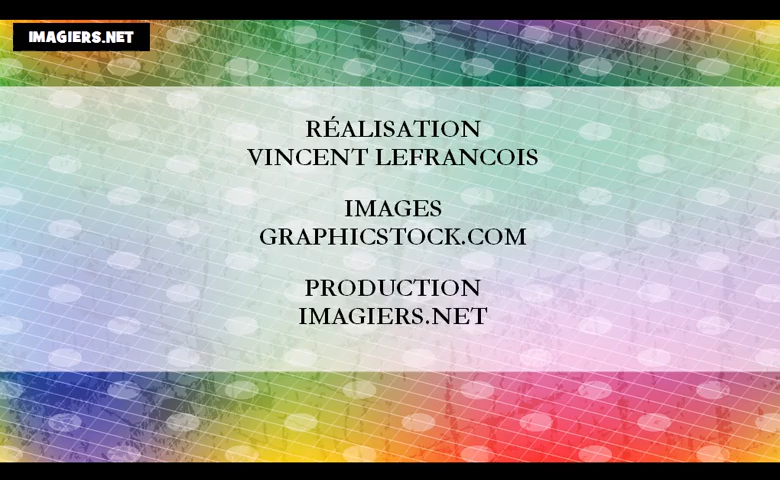 IMAGIERS.NET
RÉALISATION
VINCENT LEFRANCOIS
IMAGES
GRAPHICSTOCK.COM
PRODUCTION
IMAGIERS.NET